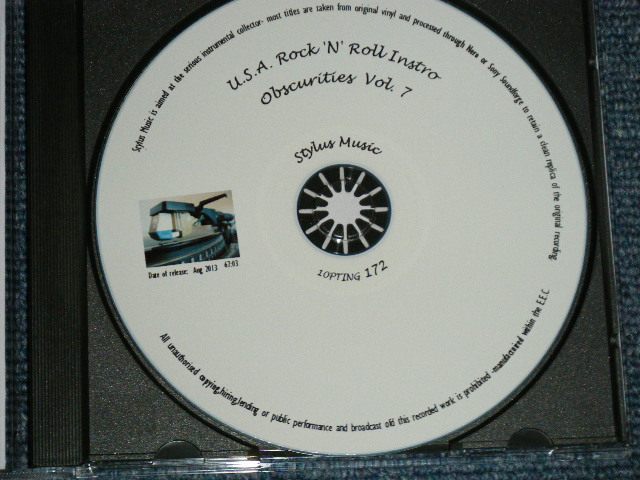 Stylus Music is aimed at the serious instrumental collector- most titles are taken from original vinyl and processed through Nero or Sony Soundforge to retain a clean replica of the original recording.
U.S.A. Rock 'N' Roll Instro
Obscurities Vol. 7
Stylus Music
Date of release: Aug 2013 67:03
1OPTING 172
All unauthorised copying,hiring,lending or public performance and broadcast old this recorded work is prohibited -manufactured within the E.E.C